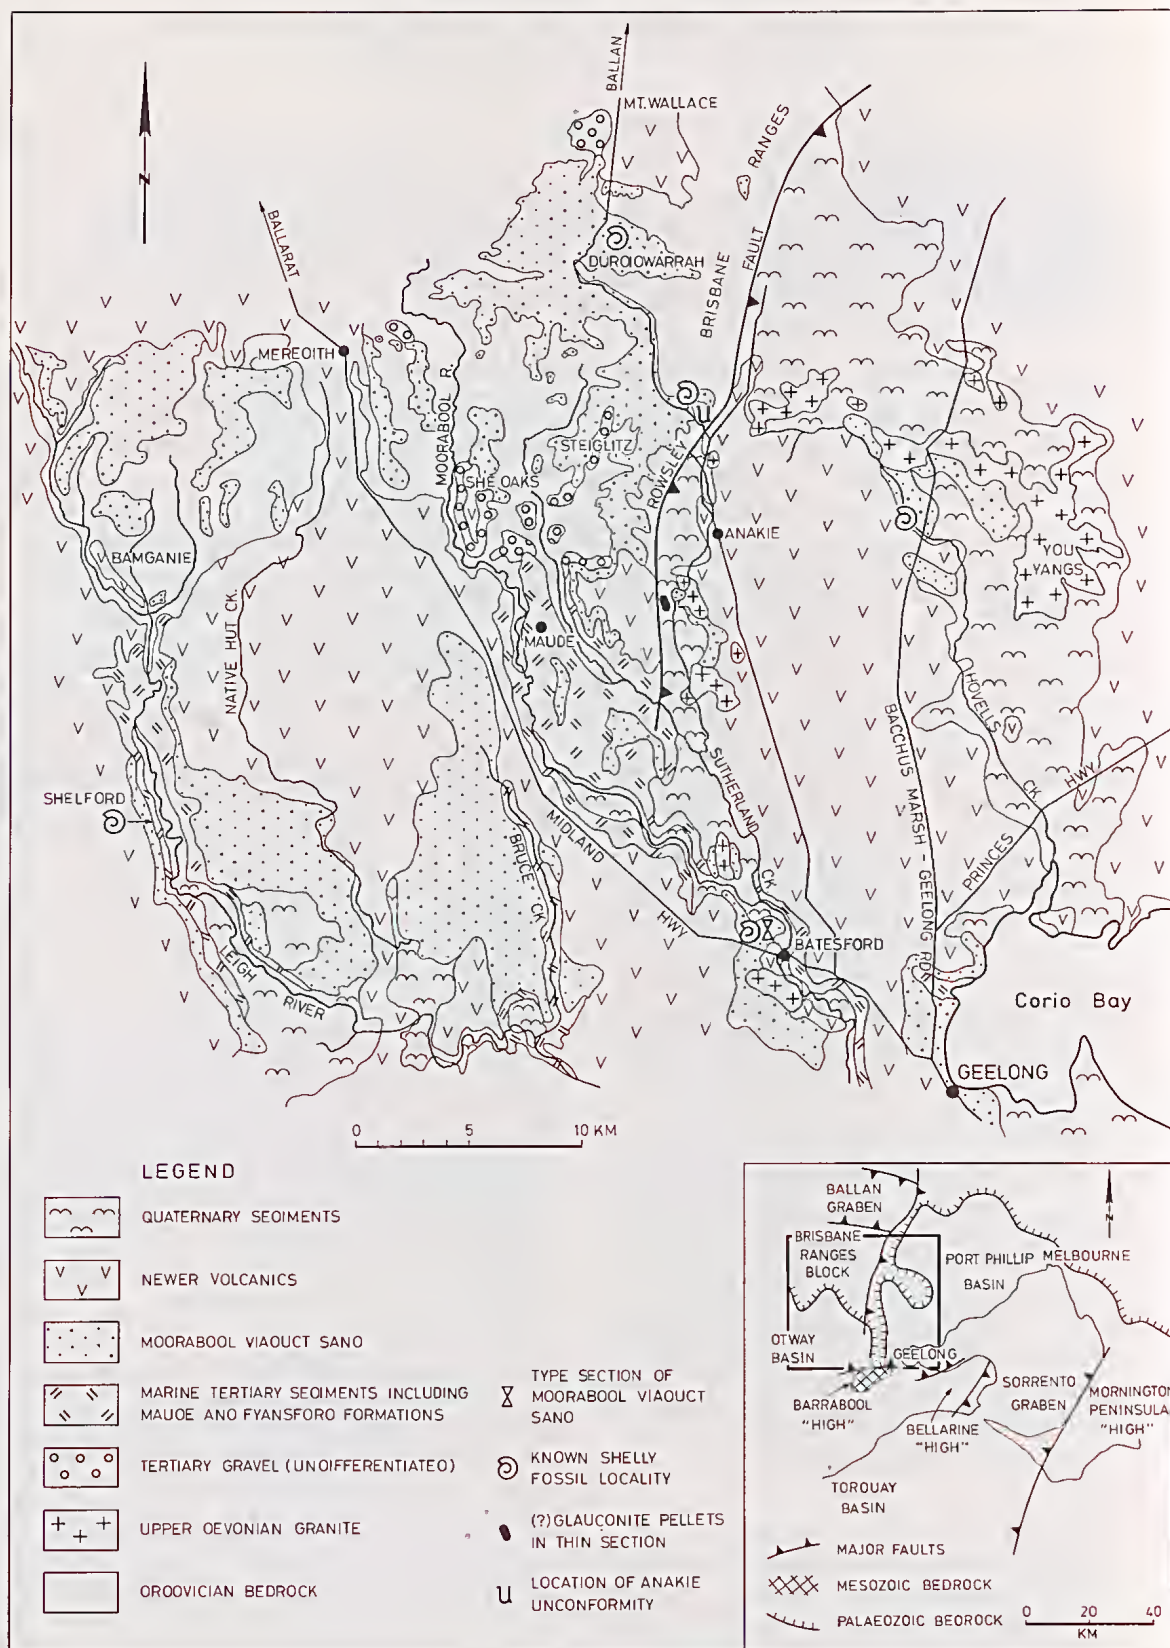 BALLAN
MT. WALLACE
RANGES
BRISBANE
FAULT
N
BALLARAT
DURDIDWARRAH
MEREDITH
MOORABOOL R.
STEIGLITZ
SHE OAKS
ROWSLEY
ANAKIE
YOU
YANGS
BAMGANIE
NATIVE HUT CK.
MAUDE
HOVELLS
CK
SHELFORD
SUTHERLAND
CK
BACCHUS MARSH - GEELONG RD
PRINCES
HWY
MIDLAND
HWY
BRUCE CK
LEIGH
RIVER
BATESFORD
Corio Bay
GEELONG
0 5 10 KM
LEGEND
QUATERNARY SEDIMENTS
NEWER VOLCANICS
MOORABOOL VIADUCT SAND
MARINE TERTIARY SEDIMENTS INCLUDING
MAUDE AND FYANSFORD FORMATIONS
TERTIARY GRAVEL (UNDIFFERENTIATED)
UPPER DEVONIAN GRANITE
ORDOVICIAN BEDROCK
TYPE SECTION OF
MOORABOOL VIADUCT
SAND
KNOWN SHELLY
FOSSIL LOCALITY
(?) GLAUCONITE PELLETS
IN THIN SECTION
U LOCATION OF ANAKIE
UNCONFORMITY
BALLAN
GRABEN
N
BRISBANE
RANGES
BLOCK
PORT PHILLIP
BASIN
MELBOURNE
OTWAY
BASIN
GEELONG
BARRABOOL
"HIGH"
SORRENTO
GRABEN
MORNINGTON
PENINSULA
"HIGH"
BELLARINE
"HIGH"
TORQUAY
BASIN
MAJOR FAULTS
MESOZOIC BEDROCK
PALAEOZOIC BEDROCK
0 20 40
KM